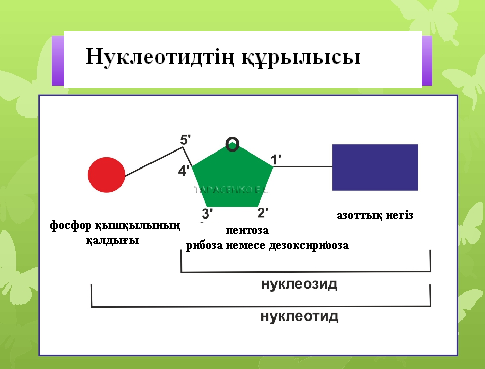 Нуклеотидтің құрылысы
5'
O
4'
1'
3'
2'
фосфор қышқылының
қалдығы
пентоза
рибоза немесе дезоксирибоза
азоттық негіз
нуклеозид
нуклеотид